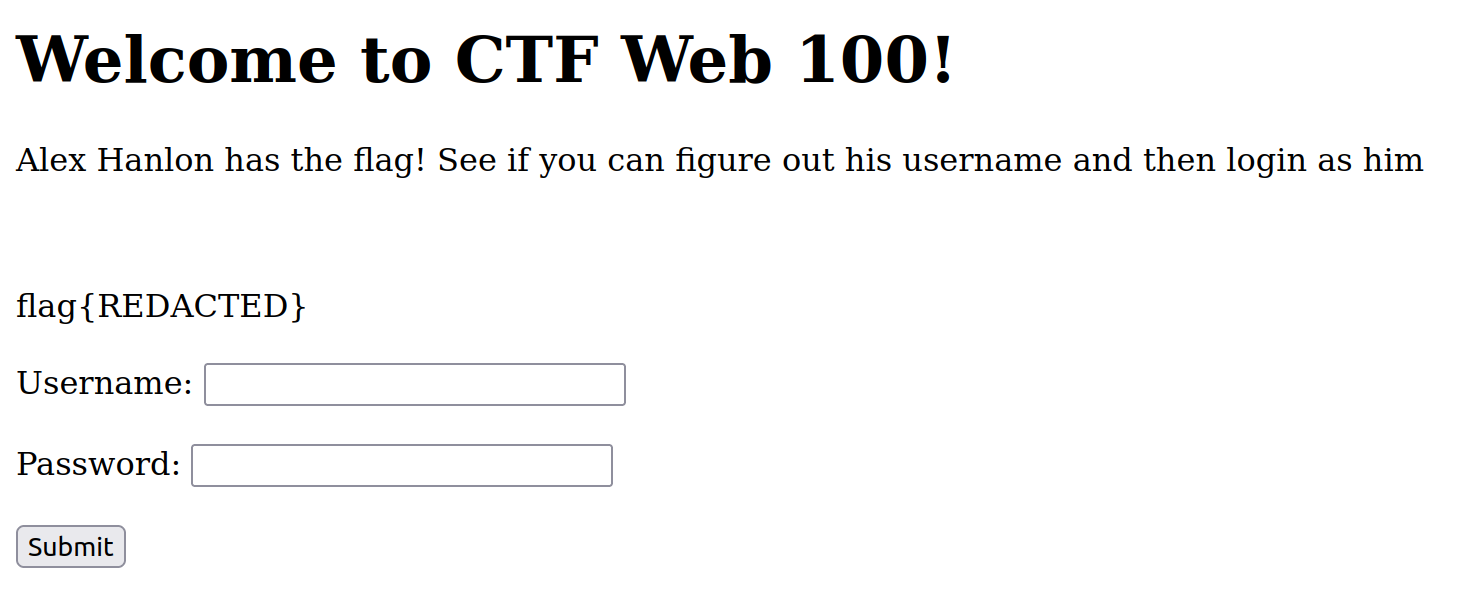 Welcome to CTF Web 100!
Alex Hanlon has the flag! See if you can figure out his username and then login as him
flag{REDACTED}
Username:
Password:
Submit